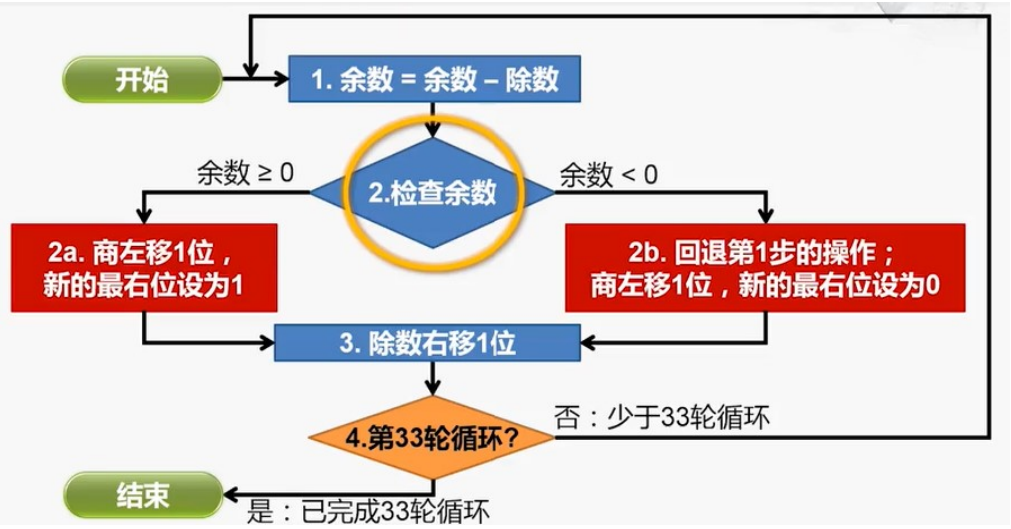 开始
1. 余数 = 余数 – 除数
余数 ≥ 0
2.检查余数
余数 < 0
2a. 商左移1位，
新的最右位设为1
2b. 回退第1步的操作；
商左移1位，新的最右位设为0
3. 除数右移1位
4.第33轮循环?
否：少于33轮循环
结束
是：已完成33轮循环